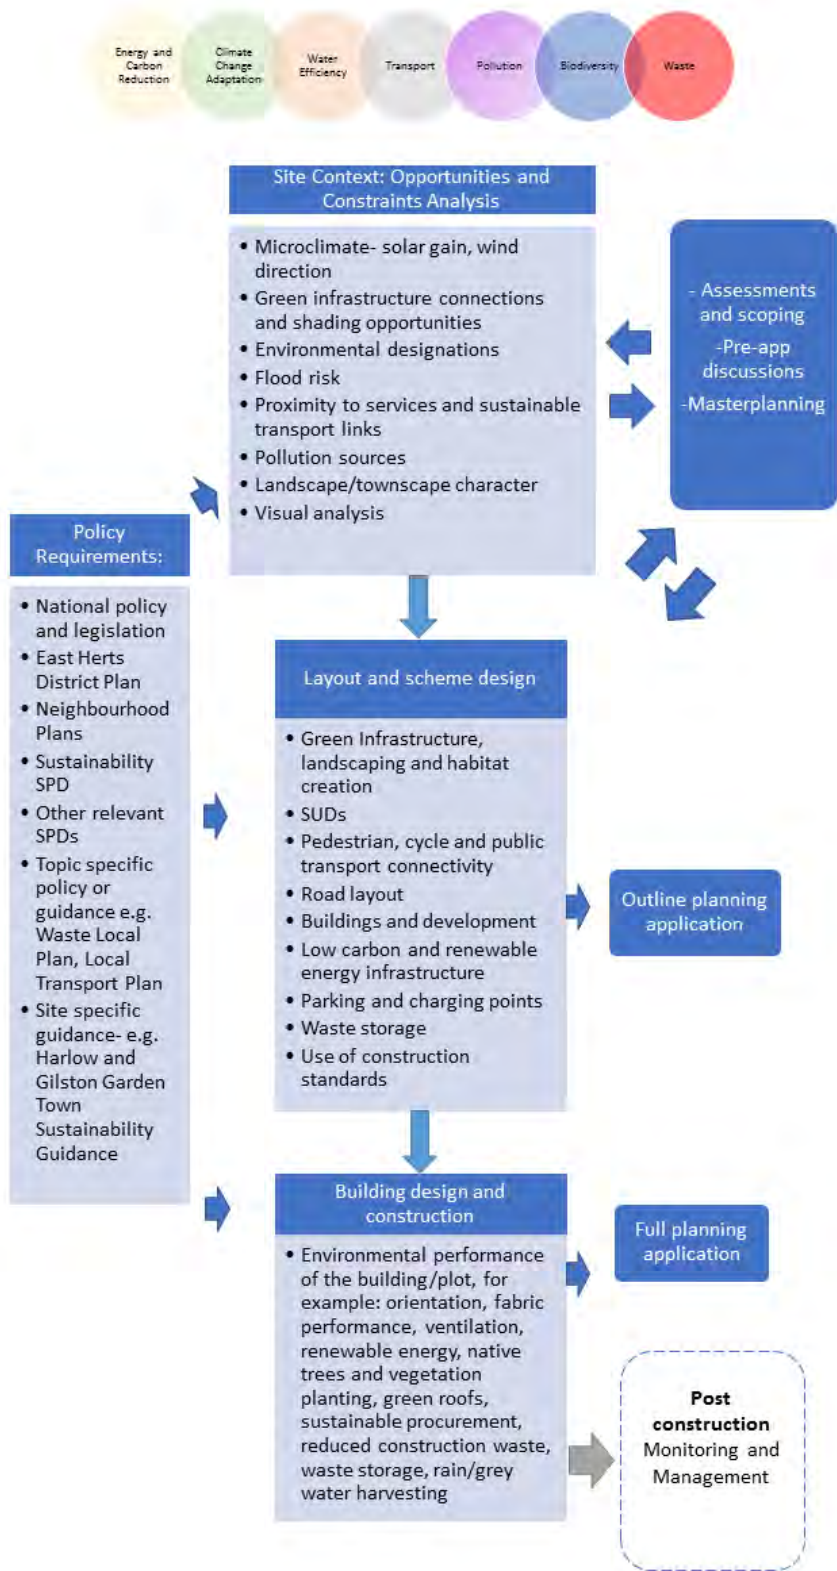 Energy and
Carbon
Reduction
Climate
Change
Adaptation
Water
Efficiency
Transport
Pollution
Biodiversity
Waste
Site Context: Opportunities and
Constraints Analysis
• Microclimate- solar gain, wind
direction
• Green infrastructure connections
and shading opportunities
• Environmental designations
• Flood risk
• Proximity to services and sustainable
transport links
• Pollution sources
• Landscape/townscape character
• Visual analysis
- Assessments
and scoping
-Pre-app
discussions
-Masterplanning
Policy
Requirements:
• National policy
and legislation
• East Herts
District Plan
• Neighbourhood
Plans
• Sustainability
SPD
• Other relevant
SPDs
• Topic specific
policy or
guidance e.g.
Waste Local
Plan, Local
Transport Plan
• Site specific
guidance- e.g.
Harlow and
Gilston Garden
Town
Sustainability
Guidance
Layout and scheme design
• Green Infrastructure,
landscaping and habitat
creation
• SUDs
• Pedestrian, cycle and public
transport connectivity
• Road layout
• Buildings and development
• Low carbon and renewable
energy infrastructure
• Parking and charging points
• Waste storage
• Use of construction
standards
Outline planning
application
Building design and
construction
• Environmental performance
of the building/plot, for
example: orientation, fabric
performance, ventilation,
renewable energy, native
trees and vegetation
planting, green roofs,
sustainable procurement,
reduced construction waste,
waste storage, rain/grey
water harvesting
Full planning
application
Post
construction
Monitoring and
Management